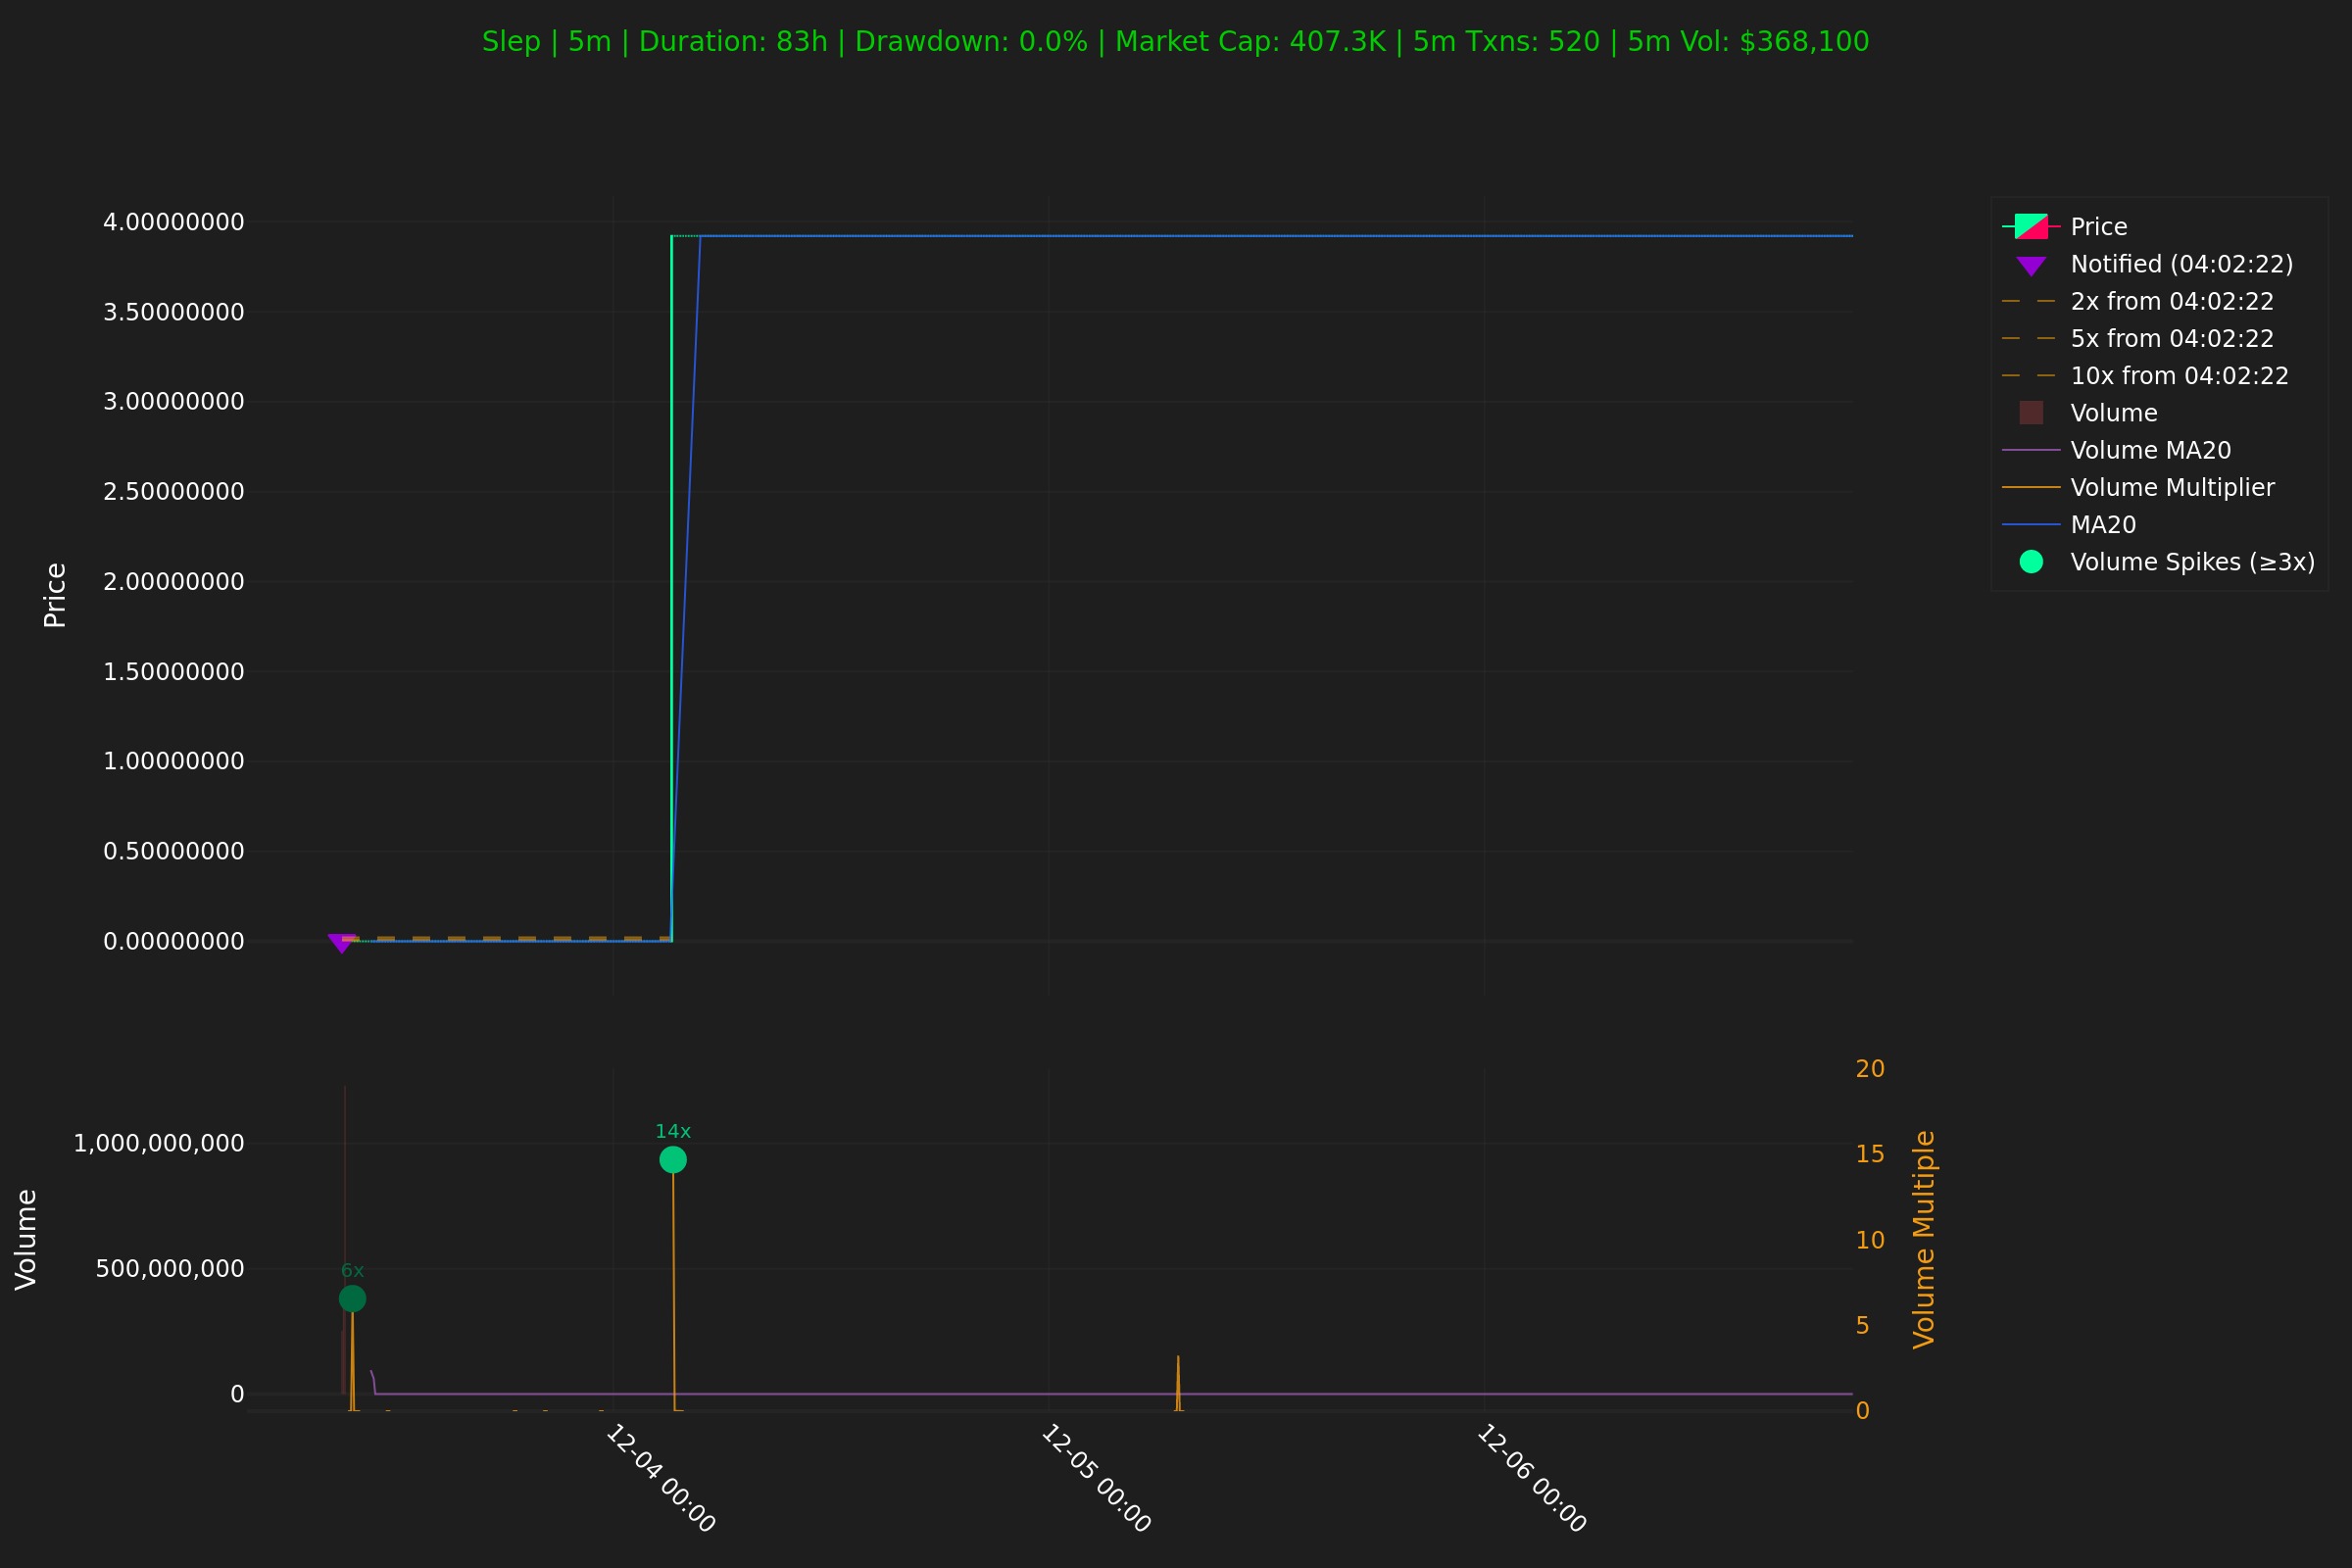 Slep | 5m | Duration: 83h | Drawdown: 0.0% | Market Cap: 407.3K | 5m Txns: 520 | 5m Vol: $368,100
4.00000000
3.50000000
3.00000000
2.50000000
2.00000000
1.50000000
1.00000000
0.50000000
0.00000000
Price
Price
Notified (04:02:22)
2x from 04:02:22
5x from 04:02:22
10x from 04:02:22
Volume
Volume MA20
Volume Multiplier
MA20
Volume Spikes (≥3x)
1,000,000,000
500,000,000
0
Volume
6x
14x
20
15
10
5
0
Volume Multiple
12-04 00:00
12-05 00:00
12-06 00:00